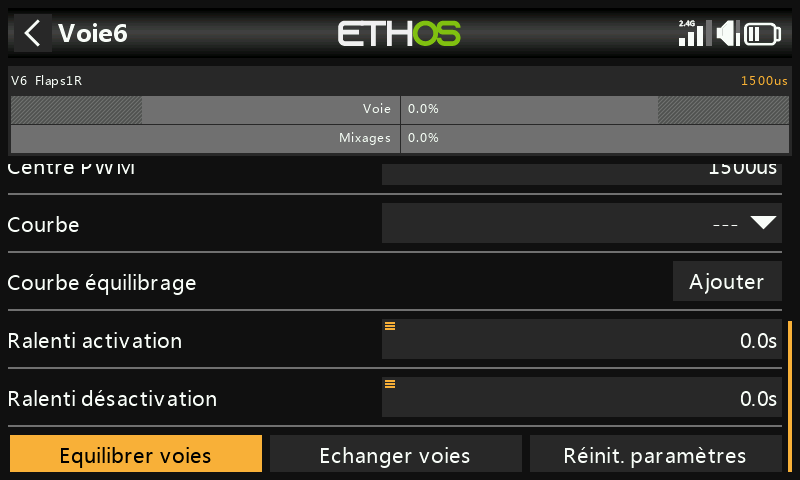 Voie6
ETHOS
2.4G
V6 Flaps1R
1500us
Voie 0.0%
Mixages 0.0%
Centre PWM 1500us
Courbe ---
Courbe équilibrage Ajouter
Ralenti activation 0.0s
Ralenti désactivation 0.0s
Equilibrer voies Echanger voies Réinit. paramètres